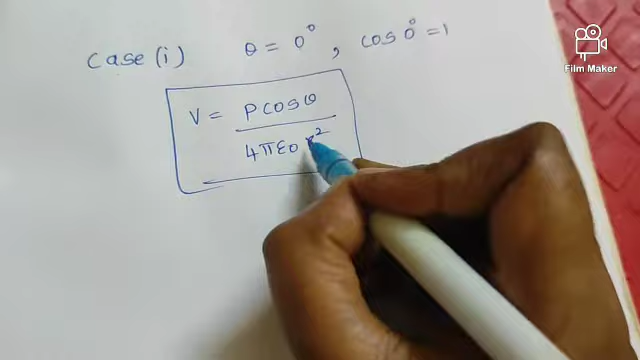 Case (i) θ = 0°, cos 0° = 1
V = P cos θ
4πε0 r²
Film Maker